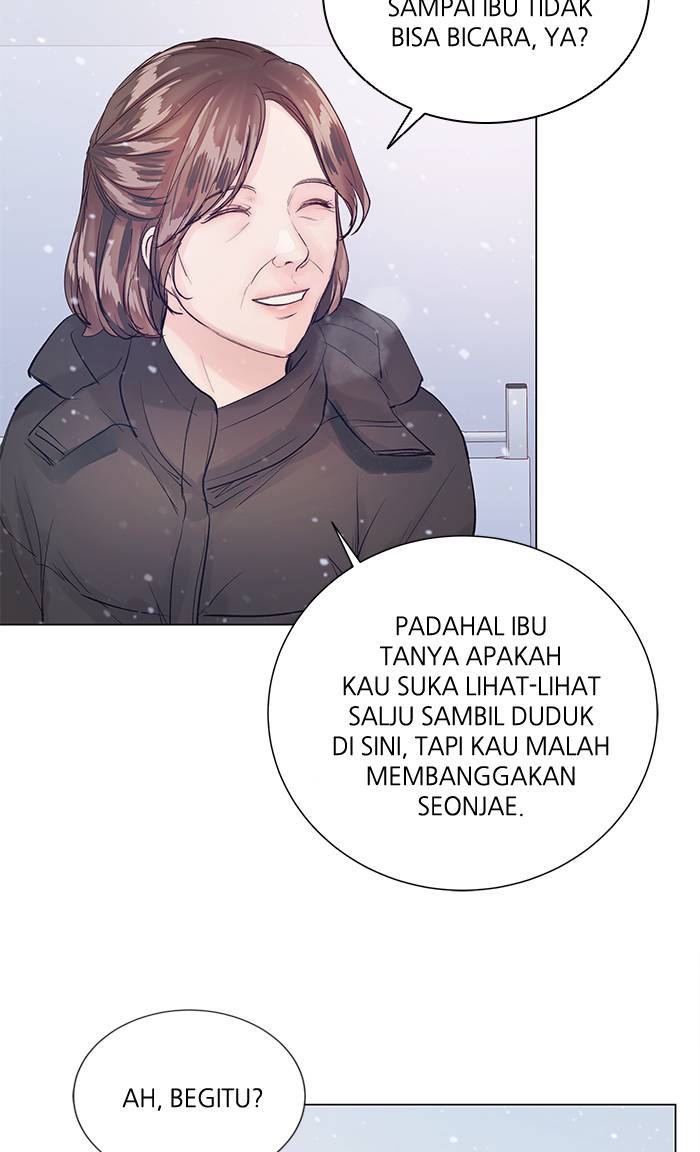 SAMPAI IBU TIDAK
BISA BICARA, YA?
PADAHAL IBU
TANYA APAKAH
KAU SUKA LIHAT-LIHAT
SALJU SAMBIL DUDUK
DI SINI, TAPI KAU MALAH
MEMBANGGAKAN
SEONJAE.
AH, BEGITU?